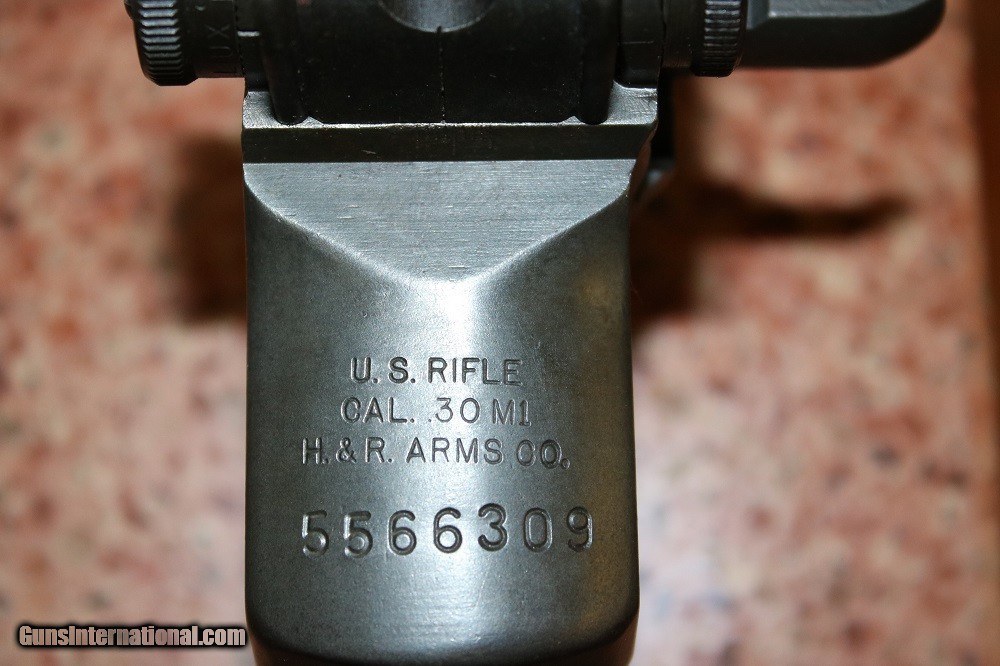 U.S. RIFLE
CAL. .30 M1
H.&R. ARMS CO.
5566309
GunsInternational.com